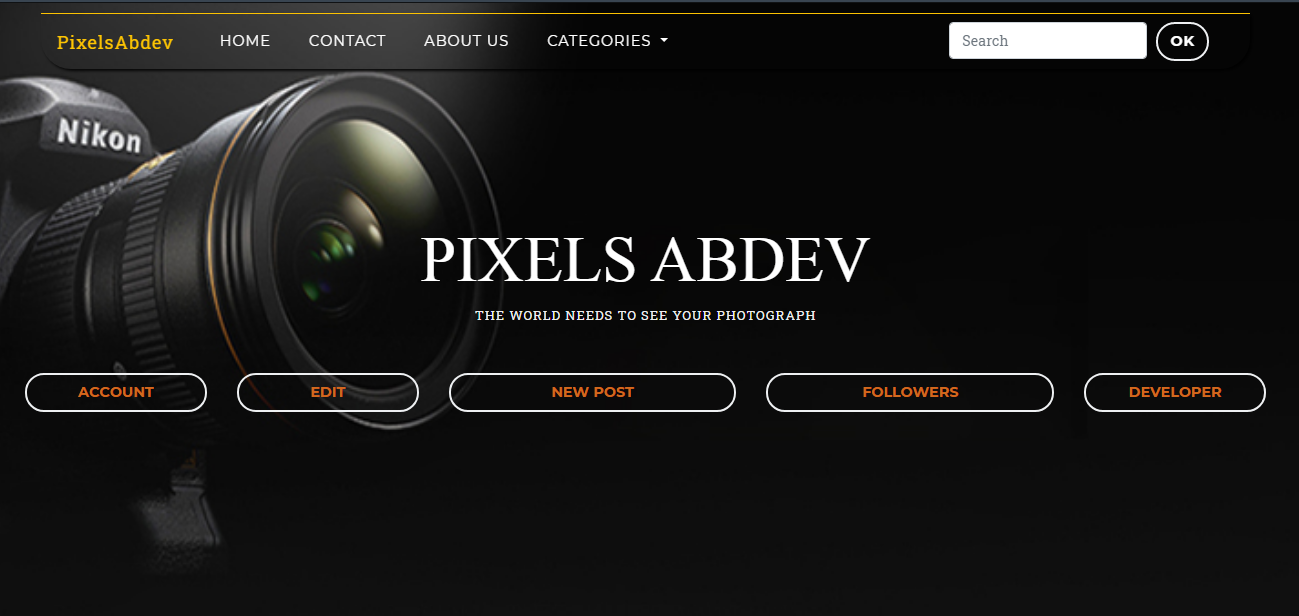 PixelsAbdev HOME CONTACT ABOUT US CATEGORIES Search OK
Nikon
PIXELS ABDEV
THE WORLD NEEDS TO SEE YOUR PHOTOGRAPH
ACCOUNT EDIT NEW POST FOLLOWERS DEVELOPER